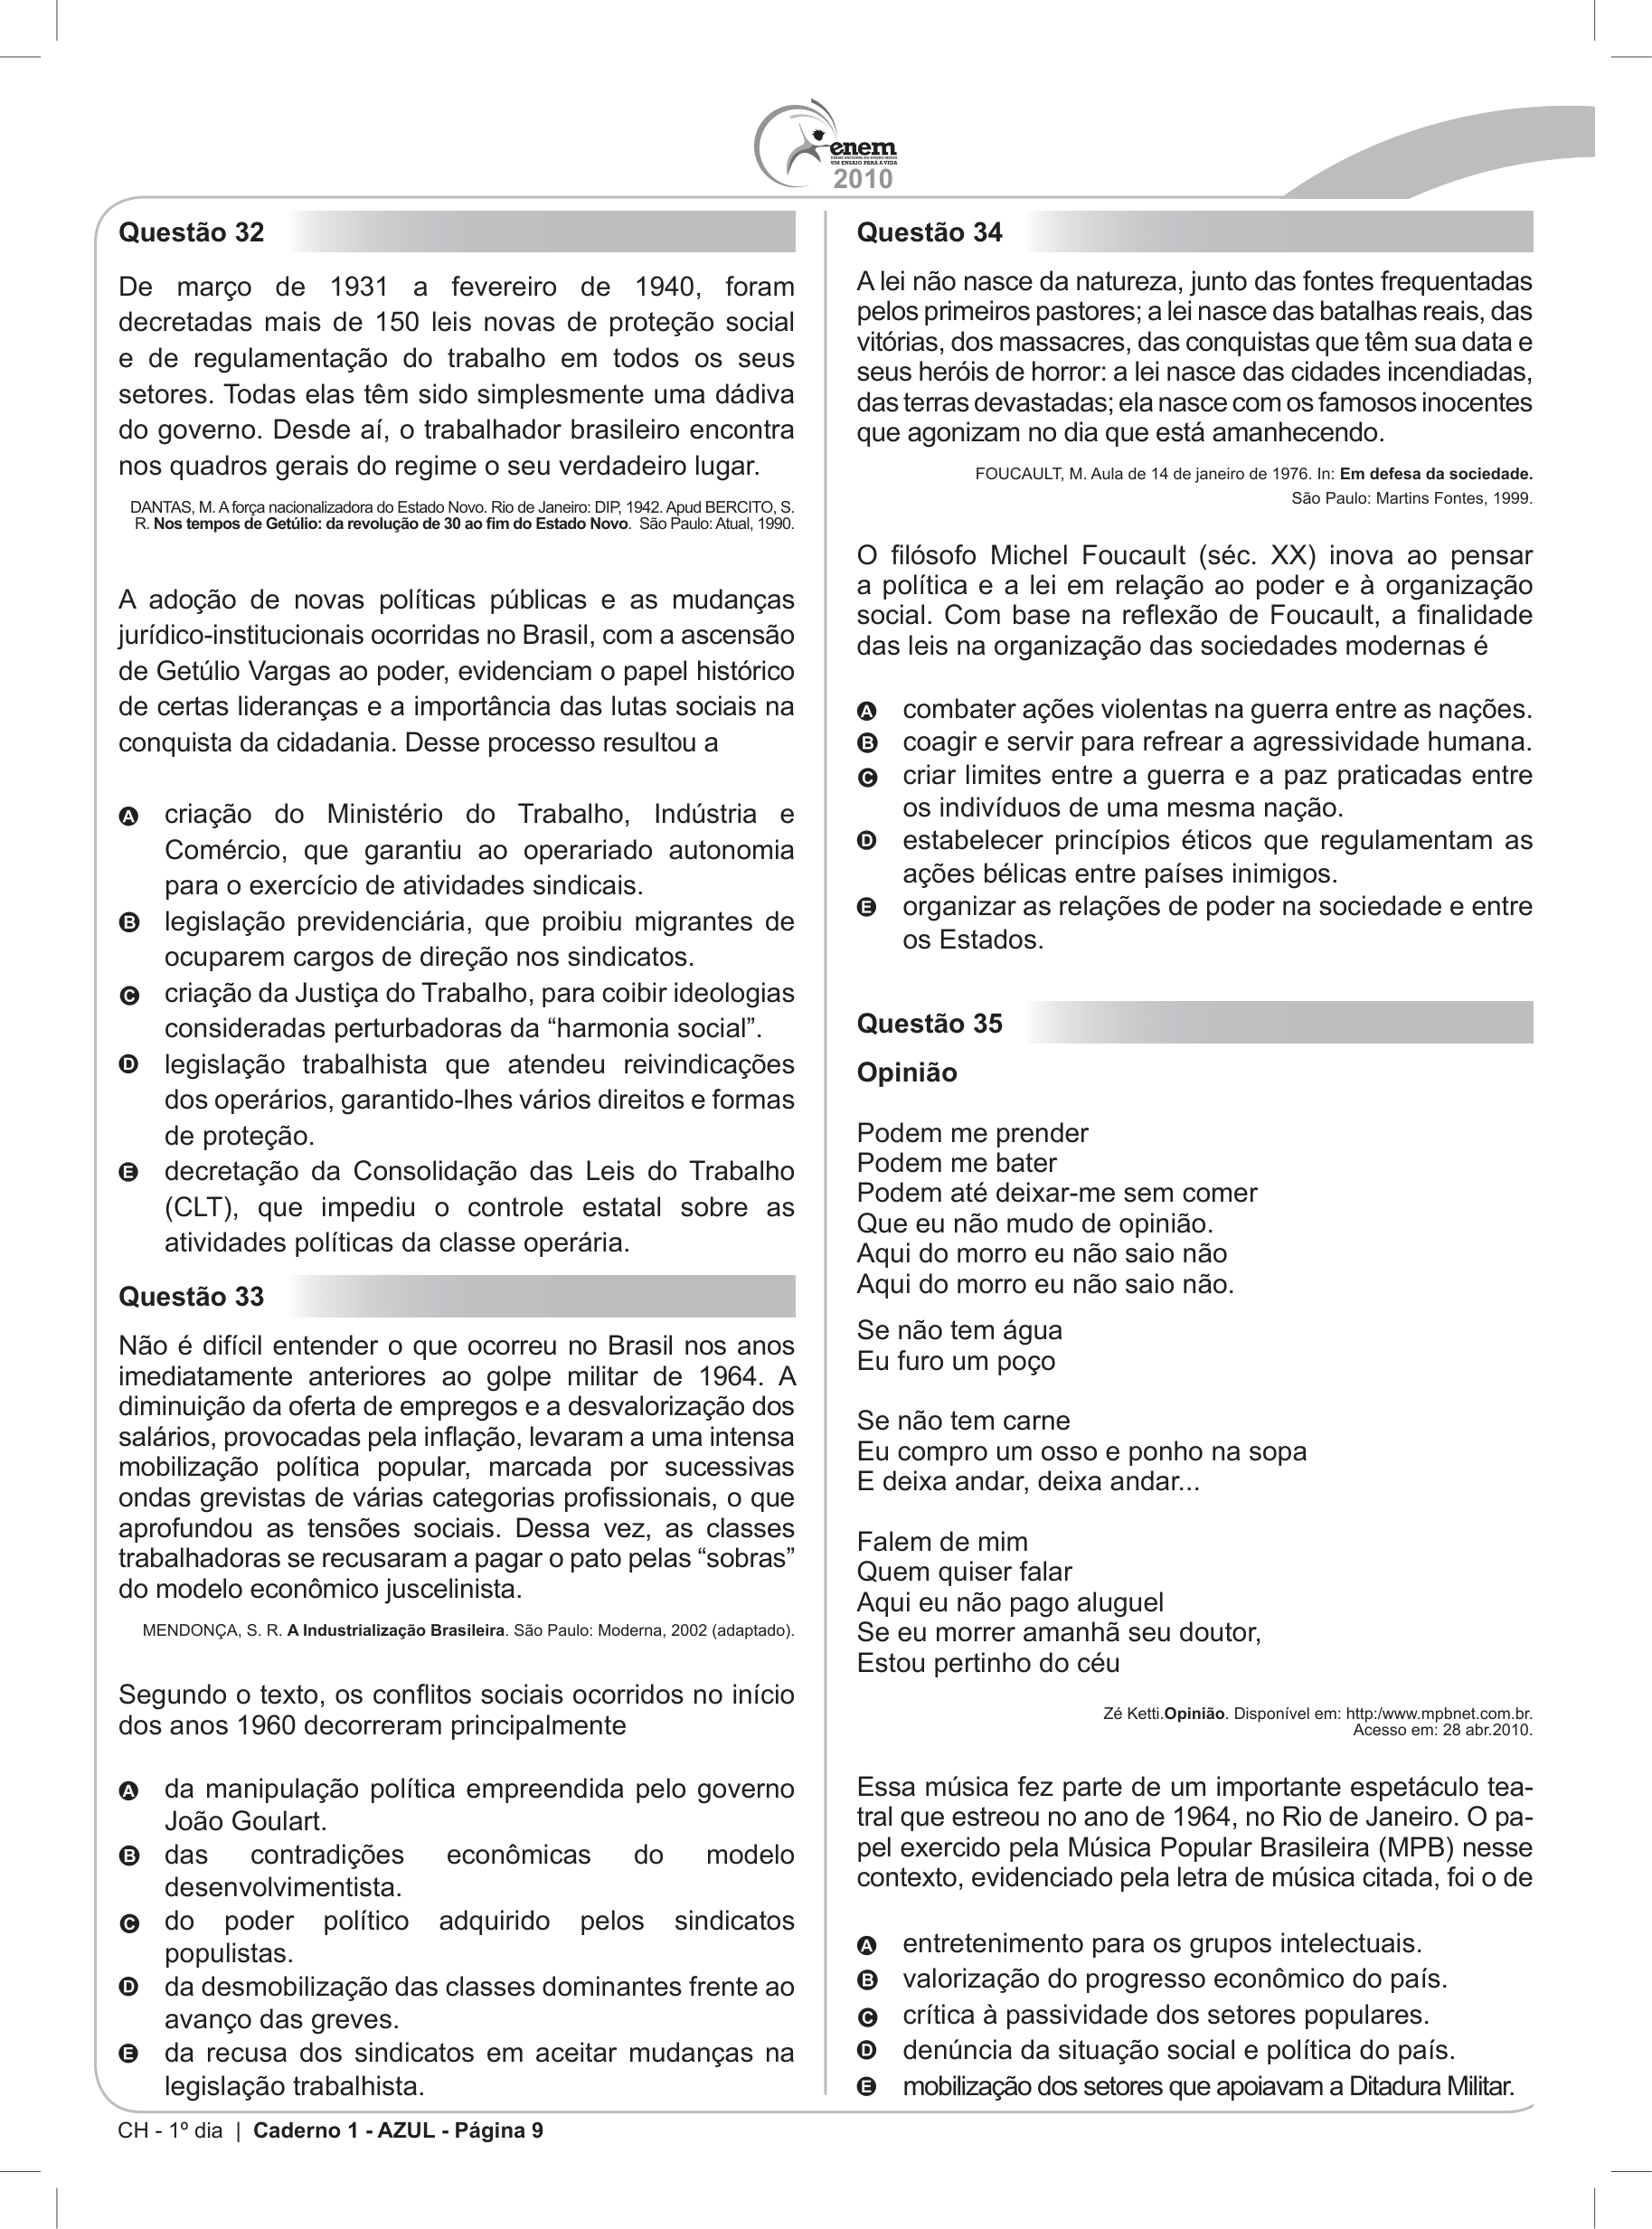 enem
EXAME NACIONAL DO ENSINO MÉDIO
UM ENSAIO PARA A VIDA
2010
Questão 32
De março de 1931 a fevereiro de 1940, foram
decretadas mais de 150 leis novas de proteção social
e de regulamentação do trabalho em todos os seus
setores. Todas elas têm sido simplesmente uma dádiva
do governo. Desde aí, o trabalhador brasileiro encontra
nos quadros gerais do regime o seu verdadeiro lugar.
DANTAS, M. A força nacionalizadora do Estado Novo. Rio de Janeiro: DIP, 1942. Apud BERCITO, S.
R. Nos tempos de Getúlio: da revolução de 30 ao fim do Estado Novo. São Paulo: Atual, 1990.
A adoção de novas políticas públicas e as mudanças
jurídico-institucionais ocorridas no Brasil, com a ascensão
de Getúlio Vargas ao poder, evidenciam o papel histórico
de certas lideranças e a importância das lutas sociais na
conquista da cidadania. Desse processo resultou a
A criação do Ministério do Trabalho, Indústria e
Comércio, que garantiu ao operariado autonomia
para o exercício de atividades sindicais.
B legislação previdenciária, que proibiu migrantes de
ocuparem cargos de direção nos sindicatos.
C criação da Justiça do Trabalho, para coibir ideologias
consideradas perturbadoras da “harmonia social”.
D legislação trabalhista que atendeu reivindicações
dos operários, garantido-lhes vários direitos e formas
de proteção.
E decretação da Consolidação das Leis do Trabalho
(CLT), que impediu o controle estatal sobre as
atividades políticas da classe operária.
Questão 33
Não é difícil entender o que ocorreu no Brasil nos anos
imediatamente anteriores ao golpe militar de 1964. A
diminuição da oferta de empregos e a desvalorização dos
salários, provocadas pela inflação, levaram a uma intensa
mobilização política popular, marcada por sucessivas
ondas grevistas de várias categorias profissionais, o que
aprofundou as tensões sociais. Dessa vez, as classes
trabalhadoras se recusaram a pagar o pato pelas “sobras”
do modelo econômico juscelinista.
MENDONÇA, S. R. A Industrialização Brasileira. São Paulo: Moderna, 2002 (adaptado).
Segundo o texto, os conflitos sociais ocorridos no início
dos anos 1960 decorreram principalmente
A da manipulação política empreendida pelo governo
João Goulart.
B das contradições econômicas do modelo
desenvolvimentista.
C do poder político adquirido pelos sindicatos
populistas.
D da desmobilização das classes dominantes frente ao
avanço das greves.
E da recusa dos sindicatos em aceitar mudanças na
legislação trabalhista.
Questão 34
A lei não nasce da natureza, junto das fontes frequentadas
pelos primeiros pastores; a lei nasce das batalhas reais, das
vitórias, dos massacres, das conquistas que têm sua data e
seus heróis de horror: a lei nasce das cidades incendiadas,
das terras devastadas; ela nasce com os famosos inocentes
que agonizam no dia que está amanhecendo.
FOUCAULT, M. Aula de 14 de janeiro de 1976. In: Em defesa da sociedade.
São Paulo: Martins Fontes, 1999.
O filósofo Michel Foucault (séc. XX) inova ao pensar
a política e a lei em relação ao poder e à organização
social. Com base na reflexão de Foucault, a finalidade
das leis na organização das sociedades modernas é
A combater ações violentas na guerra entre as nações.
B coagir e servir para refrear a agressividade humana.
C criar limites entre a guerra e a paz praticadas entre
os indivíduos de uma mesma nação.
D estabelecer princípios éticos que regulamentam as
ações bélicas entre países inimigos.
E organizar as relações de poder na sociedade e entre
os Estados.
Questão 35
Opinião
Podem me prender
Podem me bater
Podem até deixar-me sem comer
Que eu não mudo de opinião.
Aqui do morro eu não saio não
Aqui do morro eu não saio não.
Se não tem água
Eu furo um poço
Se não tem carne
Eu compro um osso e ponho na sopa
E deixa andar, deixa andar...
Falem de mim
Quem quiser falar
Aqui eu não pago aluguel
Se eu morrer amanhã seu doutor,
Estou pertinho do céu
Zé Ketti.Opinião. Disponível em: http:/www.mpbnet.com.br.
Acesso em: 28 abr.2010.
Essa música fez parte de um importante espetáculo tea-
tral que estreou no ano de 1964, no Rio de Janeiro. O pa-
pel exercido pela Música Popular Brasileira (MPB) nesse
contexto, evidenciado pela letra de música citada, foi o de
A entretenimento para os grupos intelectuais.
B valorização do progresso econômico do país.
C crítica à passividade dos setores populares.
D denúncia da situação social e política do país.
E mobilização dos setores que apoiavam a Ditadura Militar.
CH - 1º dia | Caderno 1 - AZUL - Página 9